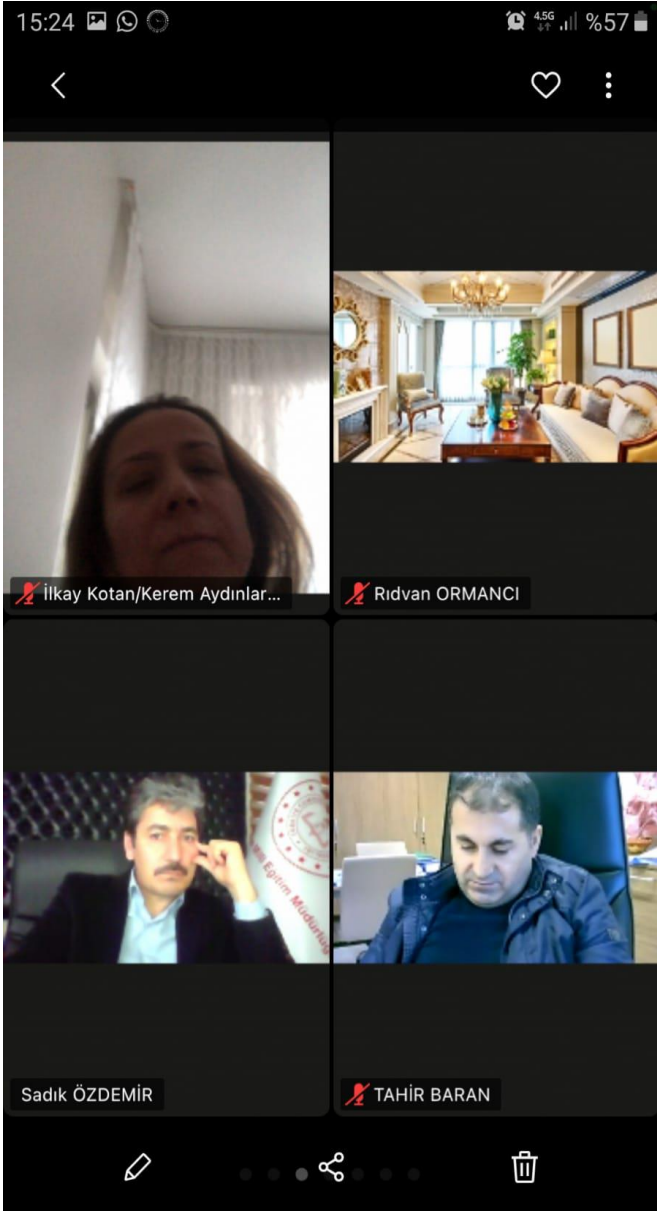 15:24
4.5G
%57
İlkay Kotan/Kerem Aydınlar...
Rıdvan ORMANCI
Eğitim Müdürlüğ
Sadık ÖZDEMİR
TAHİR BARAN